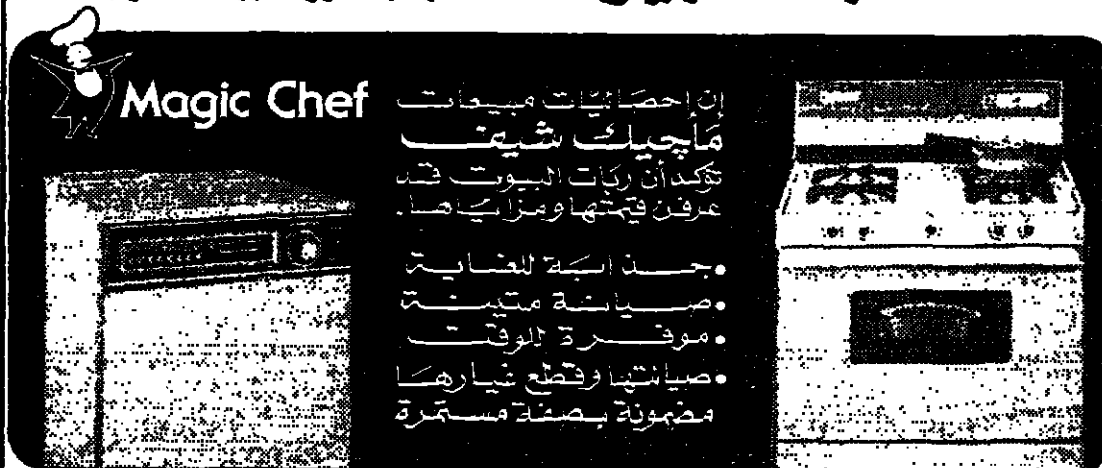 Magic Chef
إن إحصائيات مبيعات
ماجيك شيف
تؤكد أن ربات البيوت قد
عرفن قيمتها ومزاياها.
• جذابة للغاية
• صيانة متينة
• موفرة للوقت
• صيانتها وقطع غيارها
مضمونة بصفة مستمرة